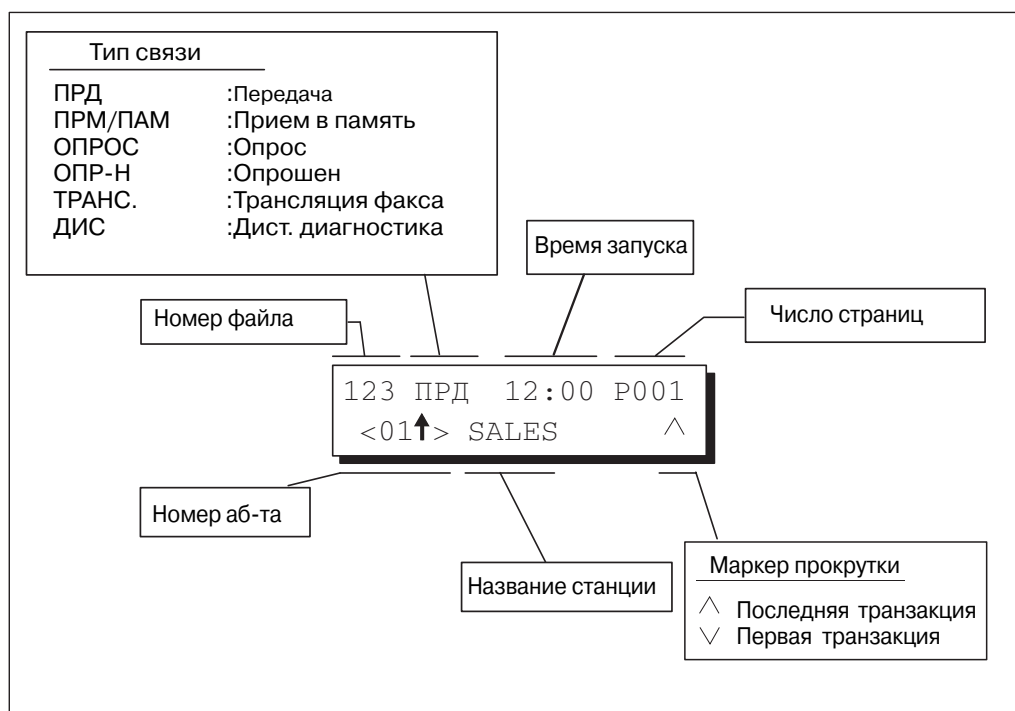 Тип связи
ПРД :Передача
ПРМ/ПАМ :Прием в память
ОПРОС :Опрос
ОПР-Н :Опрошен
ТРАНС. :Трансляция факса
ДИС :Дист. диагностика
Время запуска
Номер файла
Число страниц
123 ПРД 12:00 P001
<01↑> SALES ^
Номер аб-та
Название станции
Маркер прокрутки
^ Последняя транзакция
∨ Первая транзакция